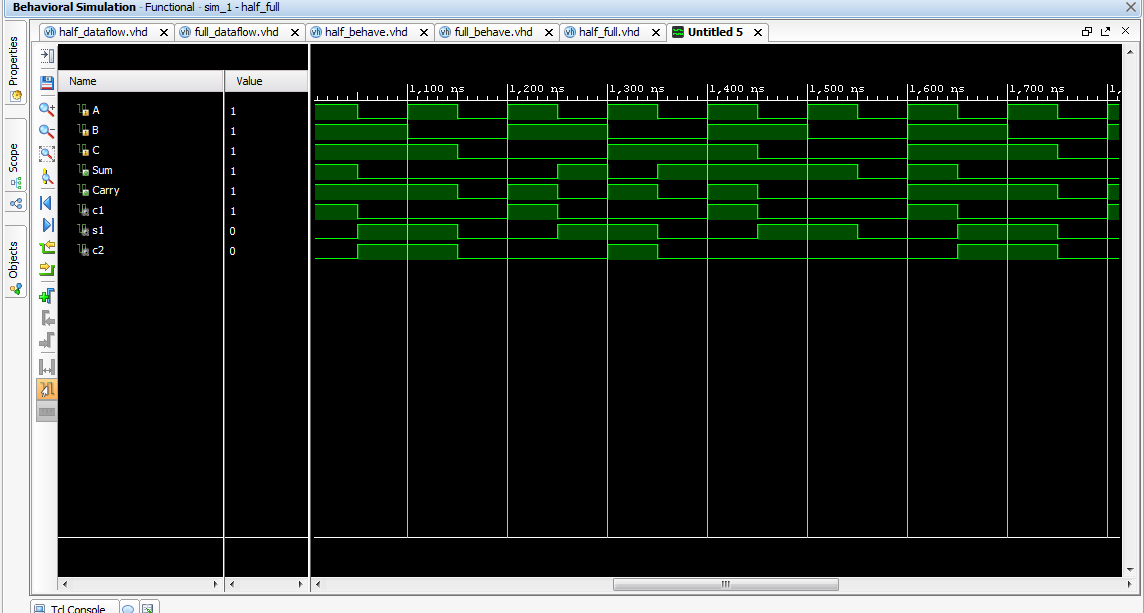 Behavioral Simulation - Functional - sim_1 - half_full
half_dataflow.vhd full_dataflow.vhd half_behave.vhd full_behave.vhd half_full.vhd Untitled 5
Properties
Scope
Objects
Name Value
1,100 ns 1,200 ns 1,300 ns 1,400 ns 1,500 ns 1,600 ns 1,700 ns 1,
A 1
B 1
C 1
Sum 1
Carry 1
c1 1
s1 0
c2 0
Tcl Console